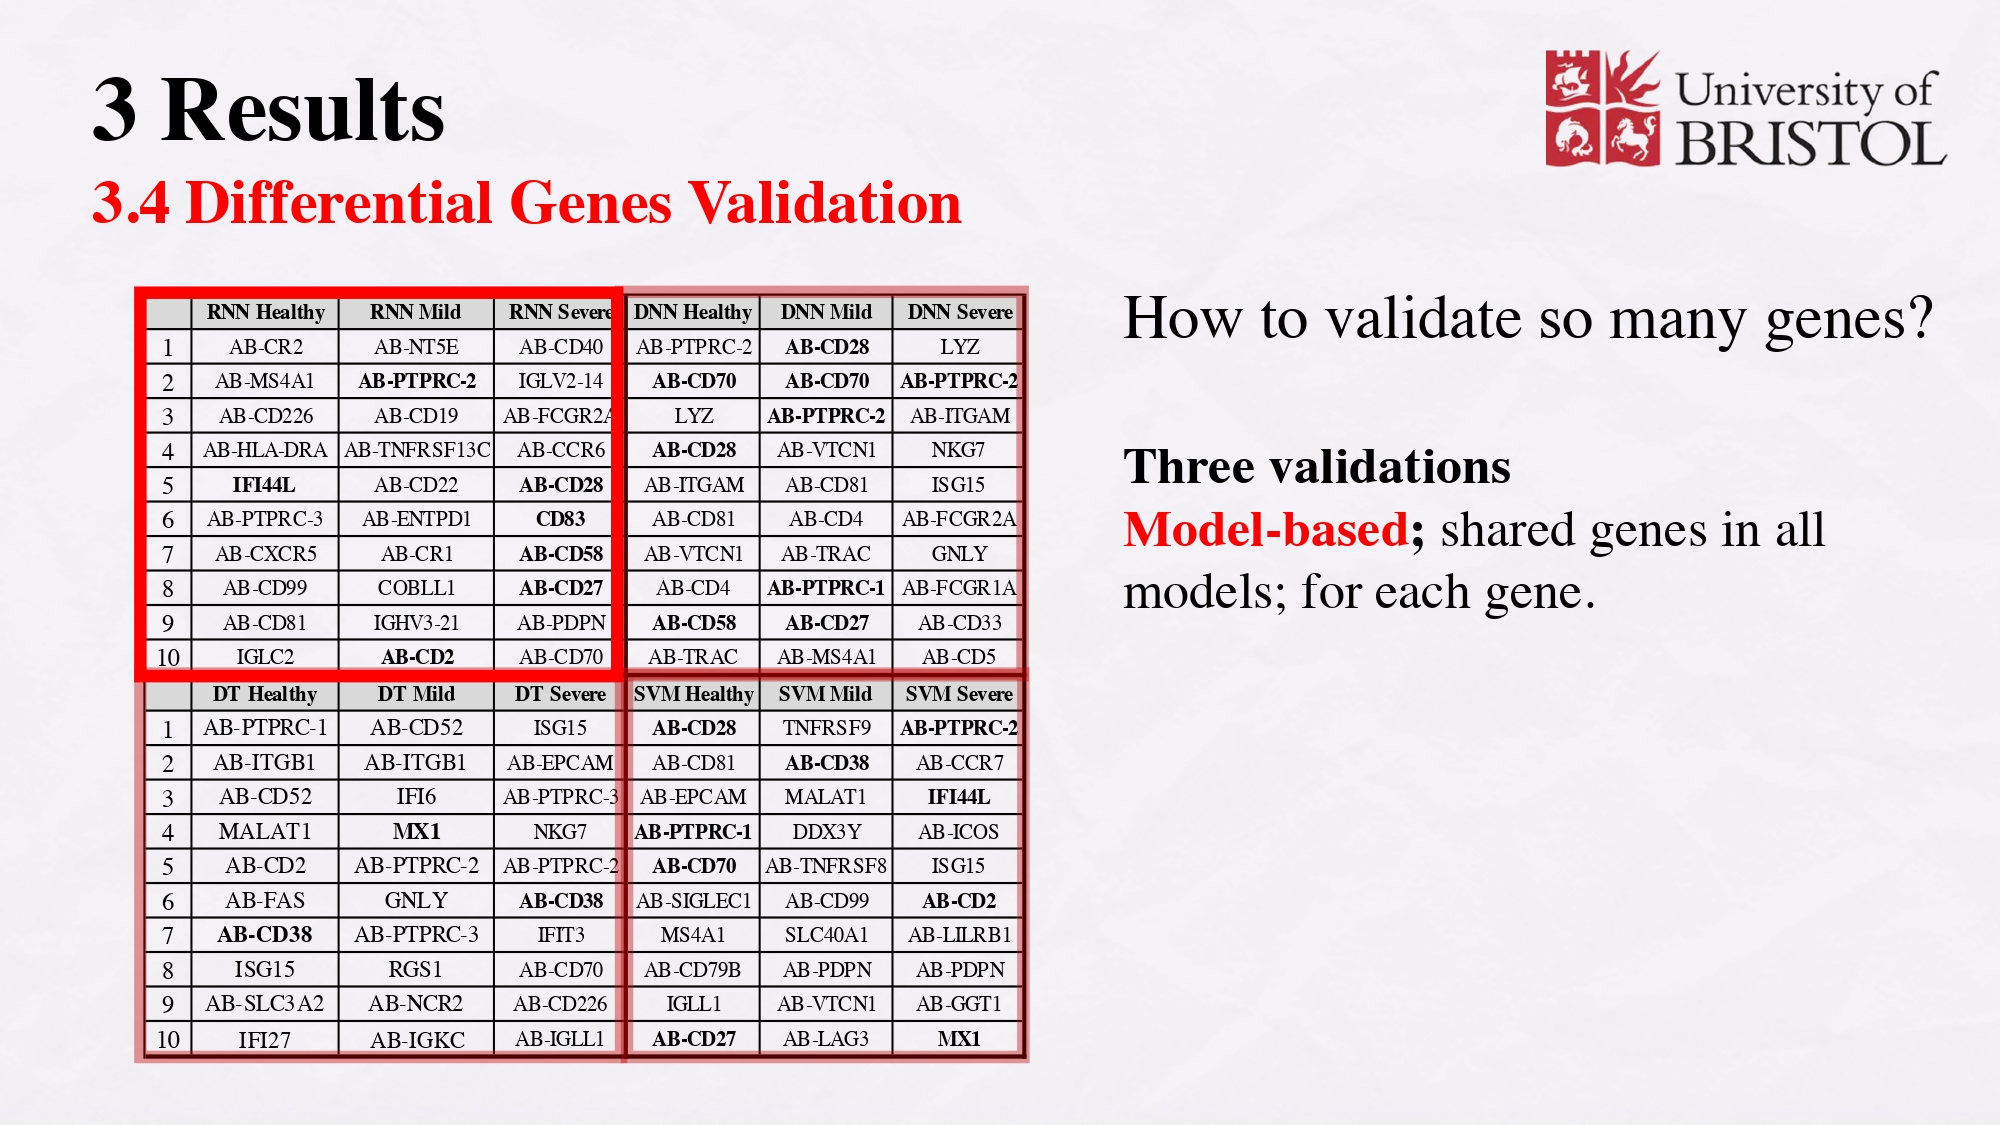 3 Results
University of
BRISTOL
3.4 Differential Genes Validation
RNN Healthy RNN Mild RNN Severe DNN Healthy DNN Mild DNN Severe
1 AB-CR2 AB-NT5E AB-CD40 AB-PTPRC-2 AB-CD28 LYZ
2 AB-MS4A1 AB-PTPRC-2 IGLV2-14 AB-CD70 AB-CD70 AB-PTPRC-2
3 AB-CD226 AB-CD19 AB-FCGR2A LYZ AB-PTPRC-2 AB-ITGAM
4 AB-HLA-DRA AB-TNFRSF13C AB-CCR6 AB-CD28 AB-VTCN1 NKG7
5 IFI44L AB-CD22 AB-CD28 AB-ITGAM AB-CD81 ISG15
6 AB-PTPRC-3 AB-ENTPD1 CD83 AB-CD81 AB-CD4 AB-FCGR2A
7 AB-CXCR5 AB-CR1 AB-CD58 AB-VTCN1 AB-TRAC GNLY
8 AB-CD99 COBLL1 AB-CD27 AB-CD4 AB-PTPRC-1 AB-FCGR1A
9 AB-CD81 IGHV3-21 AB-PDPN AB-CD58 AB-CD27 AB-CD33
10 IGLC2 AB-CD2 AB-CD70 AB-TRAC AB-MS4A1 AB-CD5
DT Healthy DT Mild DT Severe SVM Healthy SVM Mild SVM Severe
1 AB-PTPRC-1 AB-CD52 ISG15 AB-CD28 TNFRSF9 AB-PTPRC-2
2 AB-ITGB1 AB-ITGB1 AB-EPCAM AB-CD81 AB-CD38 AB-CCR7
3 AB-CD52 IFI6 AB-PTPRC-3 AB-EPCAM MALAT1 IFI44L
4 MALAT1 MX1 NKG7 AB-PTPRC-1 DDX3Y AB-ICOS
5 AB-CD2 AB-PTPRC-2 AB-PTPRC-2 AB-CD70 AB-TNFRSF8 ISG15
6 AB-FAS GNLY AB-CD38 AB-SIGLEC1 AB-CD99 AB-CD2
7 AB-CD38 AB-PTPRC-3 IFIT3 MS4A1 SLC40A1 AB-LILRB1
8 ISG15 RGS1 AB-CD70 AB-CD79B AB-PDPN AB-PDPN
9 AB-SLC3A2 AB-NCR2 AB-CD226 IGLL1 AB-VTCN1 AB-GGT1
10 IFI27 AB-IGKC AB-IGLL1 AB-CD27 AB-LAG3 MX1
How to validate so many genes?
Three validations
Model-based; shared genes in all
models; for each gene.